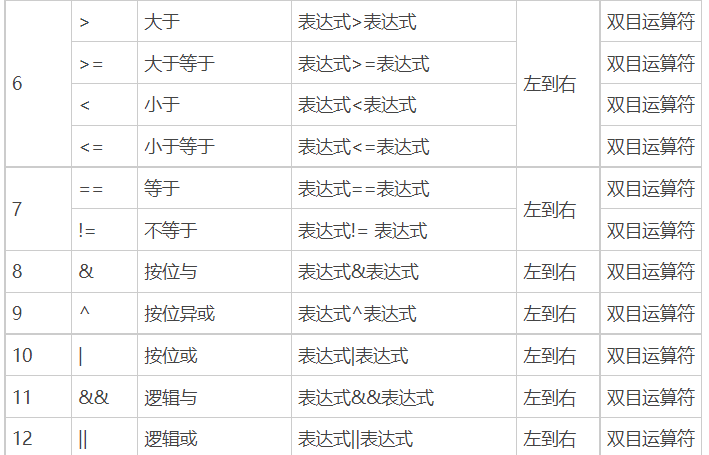 6 > 大于 表达式>表达式 左到右 双目运算符
>= 大于等于 表达式>=表达式 双目运算符
< 小于 表达式<表达式 双目运算符
<= 小于等于 表达式<=表达式 双目运算符
7 == 等于 表达式==表达式 左到右 双目运算符
!= 不等于 表达式!= 表达式 双目运算符
8 & 按位与 表达式&表达式 左到右 双目运算符
9 ^ 按位异或 表达式^表达式 左到右 双目运算符
10 | 按位或 表达式|表达式 左到右 双目运算符
11 && 逻辑与 表达式&&表达式 左到右 双目运算符
12 || 逻辑或 表达式||表达式 左到右 双目运算符